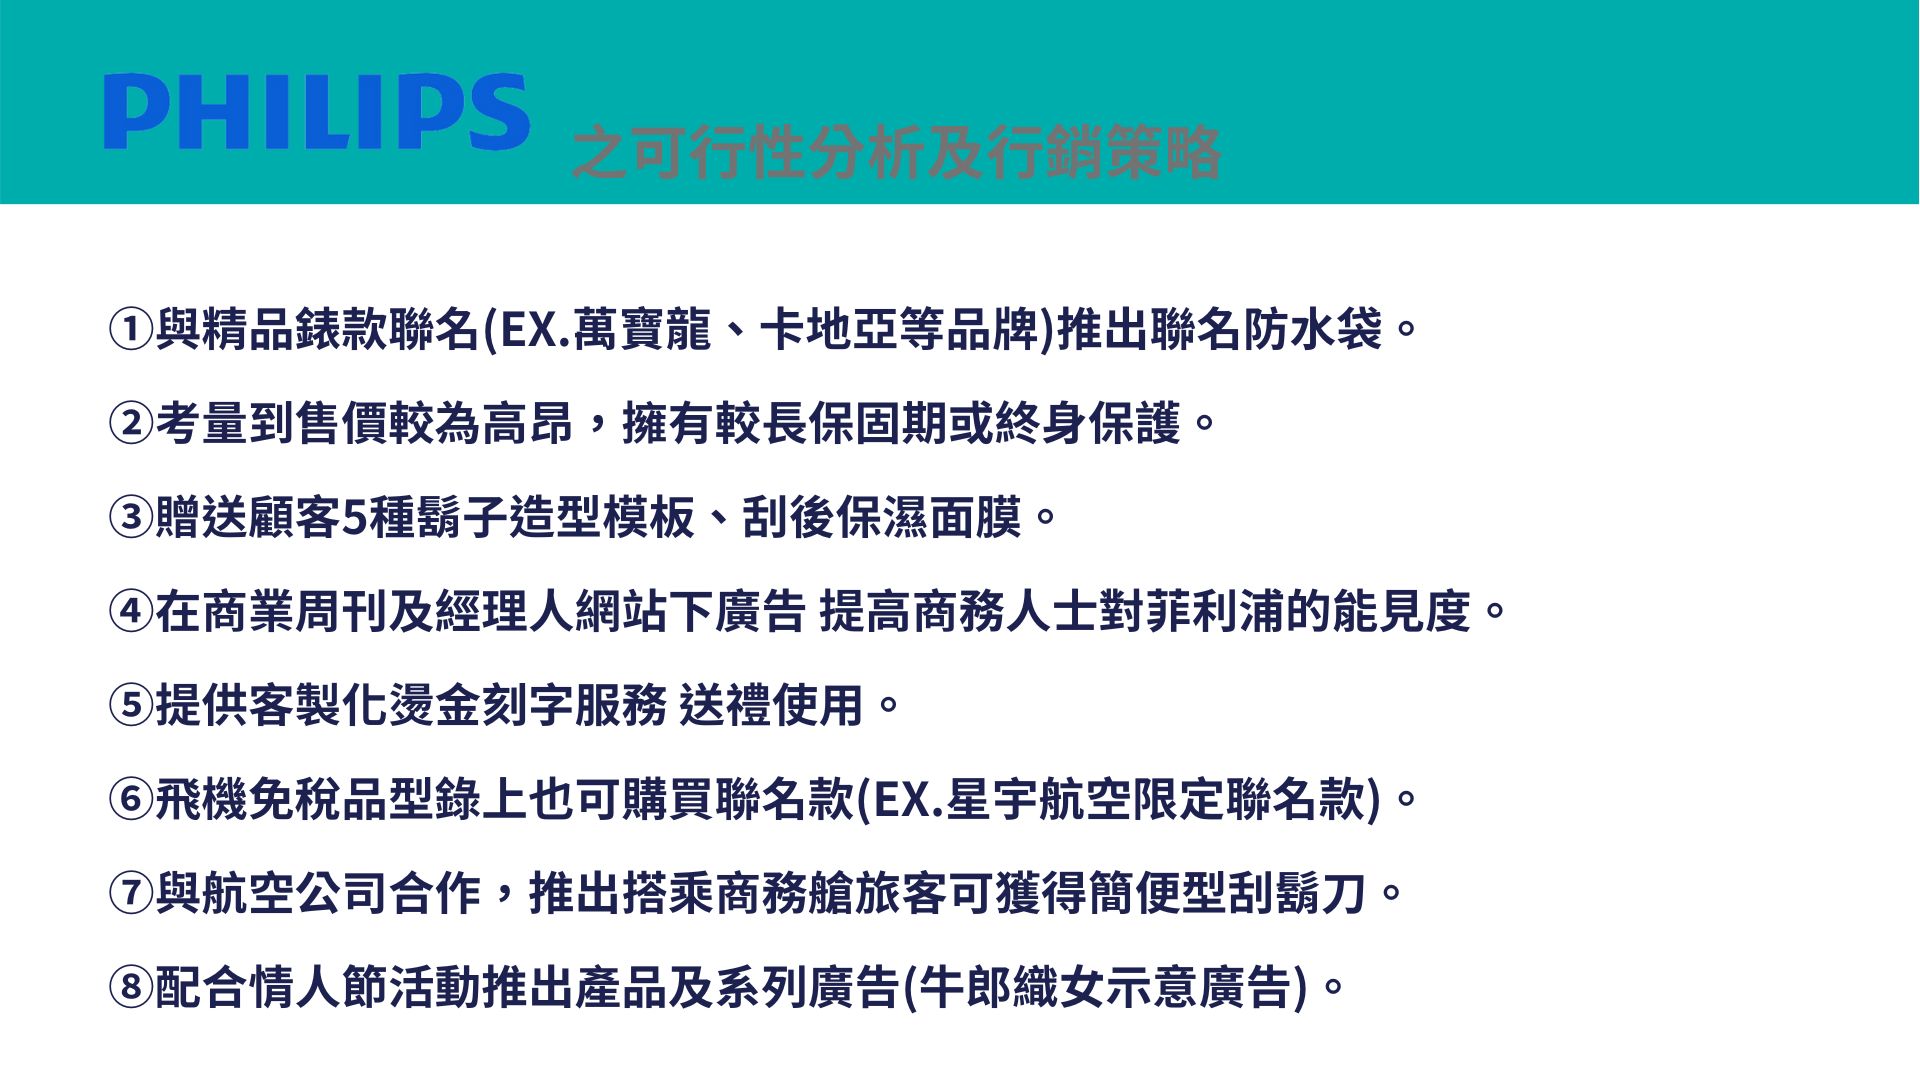 PHILIPS 之可行性分析及行銷策略
①與精品錶款聯名(EX.萬寶龍、卡地亞等品牌)推出聯名防水袋。
②考量到售價較為高昂，擁有較長保固期或終身保護。
③贈送顧客5種鬍子造型模板、刮後保濕面膜。
④在商業周刊及經理人網站下廣告 提高商務人士對菲利浦的能見度。
⑤提供客製化燙金刻字服務 送禮使用。
⑥飛機免稅品型錄上也可購買聯名款(EX.星宇航空限定聯名款)。
⑦與航空公司合作，推出搭乘商務艙旅客可獲得簡便型刮鬍刀。
⑧配合情人節活動推出產品及系列廣告(牛郎織女示意廣告)。